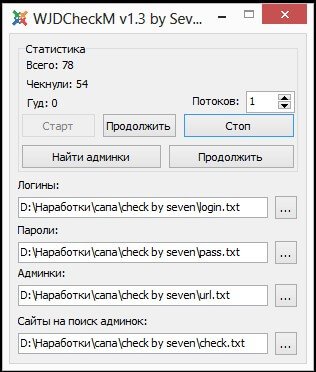 WJDCheckM v1.3 by Sev...
Статистика
Всего: 78
Чекнули: 54
Гуд: 0
Потоков: 1
Старт Продолжить Стоп
Найти админки Продолжить
Логины:
D:\Наработки\сапа\check by seven\login.txt ...
Пароли:
D:\Наработки\сапа\check by seven\pass.txt ...
Админки:
D:\Наработки\сапа\check by seven\url.txt ...
Сайты на поиск админок:
D:\Наработки\сапа\check by seven\check.txt ...